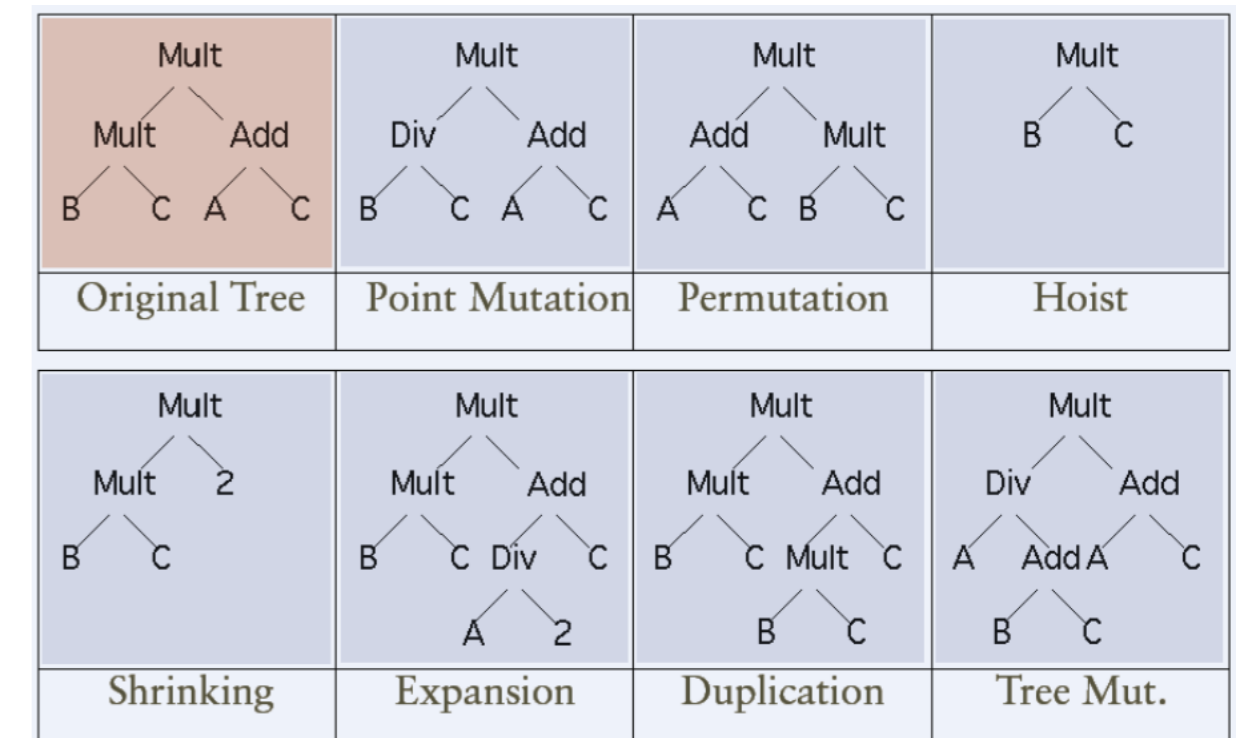 Mult Mult Mult Mult
Mult Add Div Add Add Mult B C
B C A C B C A C A C B C
Original Tree Point Mutation Permutation Hoist
Mult Mult Mult Mult
Mult 2 Mult Add Mult Add Div Add
B C B C Div C B C Mult C A Add A C
A 2 B C B C
Shrinking Expansion Duplication Tree Mut.